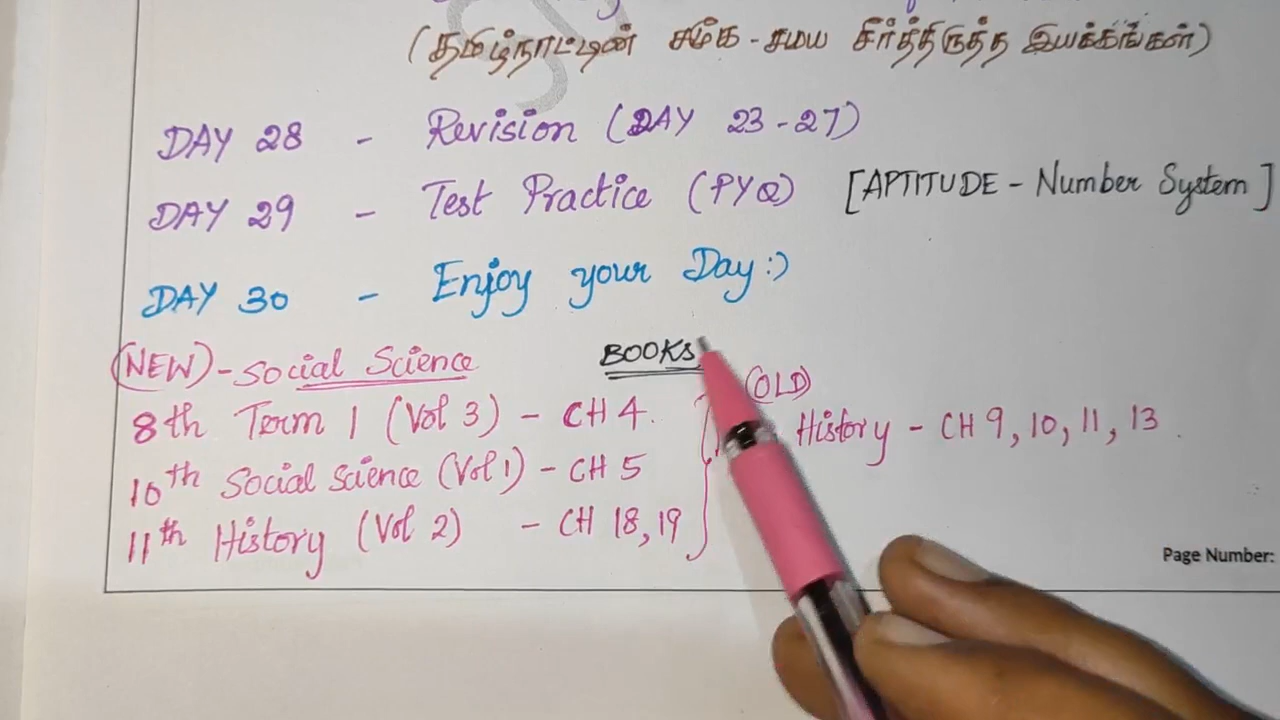 (தமிழ்நாட்டின் சமூக - சமய சீர்த்திருத்த இயக்கங்கள்)
DAY 28 - Revision (DAY 23-27)
DAY 29 - Test Practice (PYQ) [APTITUDE - Number System]
DAY 30 - Enjoy your Day:)
(NEW) - Social Science BOOKS
(OLD)
8th Term 1 (Vol 3) - CH 4.
History - CH 9, 10, 11, 13.
10th Social Science (Vol 1) - CH 5
11th History (Vol 2) - CH 18, 19
Page Number: